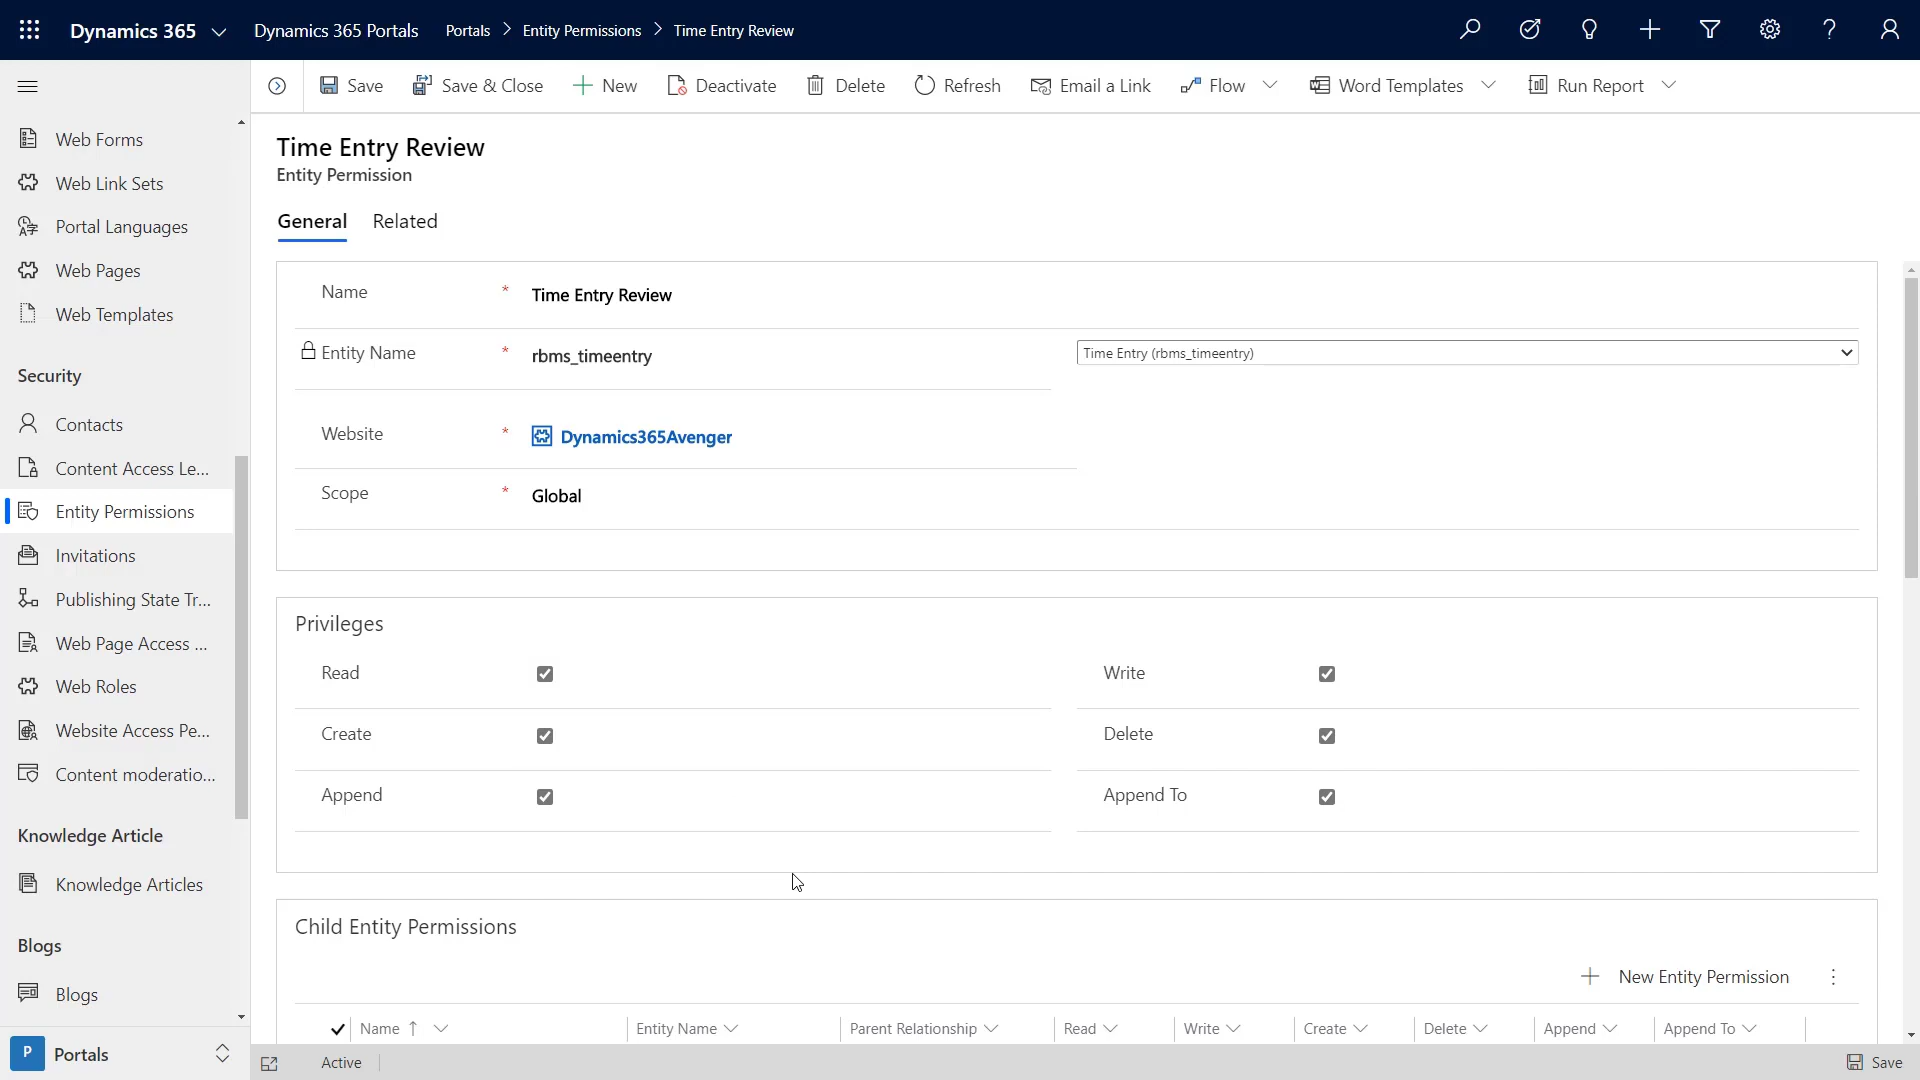 Dynamics 365
Dynamics 365 Portals
Portals
Entity Permissions
Time Entry Review
Save
Save & Close
New
Deactivate
Delete
Refresh
Email a Link
Flow
Word Templates
Run Report
Web Forms
Web Link Sets
Portal Languages
Web Pages
Web Templates
Security
Contacts
Content Access Le...
Entity Permissions
Invitations
Publishing State Tr...
Web Page Access ...
Web Roles
Website Access Pe...
Content moderatio...
Knowledge Article
Knowledge Articles
Blogs
Blogs
P Portals
Time Entry Review
Entity Permission
General Related
Name * Time Entry Review
Entity Name * rbms_timeentry Time Entry (rbms_timeentry)
Website * Dynamics365Avenger
Scope * Global
Privileges
Read Write
Create Delete
Append Append To
Child Entity Permissions
New Entity Permission
Name Entity Name Parent Relationship Read Write Create Delete Append Append To
Active Save